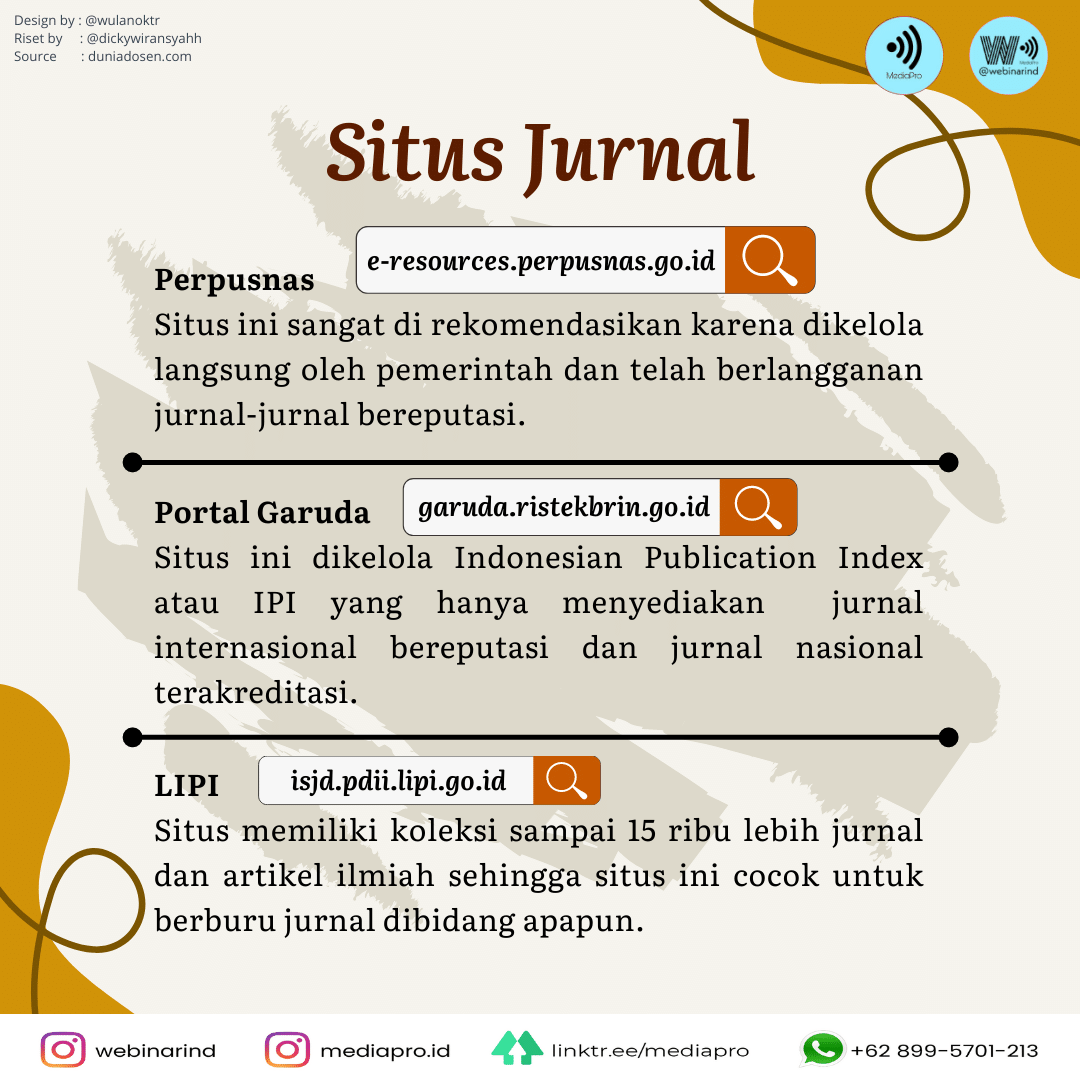 Design by : @wulanoktr
Riset by : @dickywiransyahh
Source : duniadosen.com
MediaPro
W
MediaPro
@webinarind
Situs Jurnal
e-resources.perpusnas.go.id
Perpusnas
Situs ini sangat di rekomendasikan karena dikelola
langsung oleh pemerintah dan telah berlangganan
jurnal-jurnal bereputasi.
Portal Garuda
garuda.ristekbrin.go.id
Situs ini dikelola Indonesian Publication Index
atau IPI yang hanya menyediakan jurnal
internasional bereputasi dan jurnal nasional
terakreditasi.
LIPI
isjd.pdii.lipi.go.id
Situs memiliki koleksi sampai 15 ribu lebih jurnal
dan artikel ilmiah sehingga situs ini cocok untuk
berburu jurnal dibidang apapun.
webinarind
mediapro.id
linktr.ee/mediapro
+62 899-5701-213